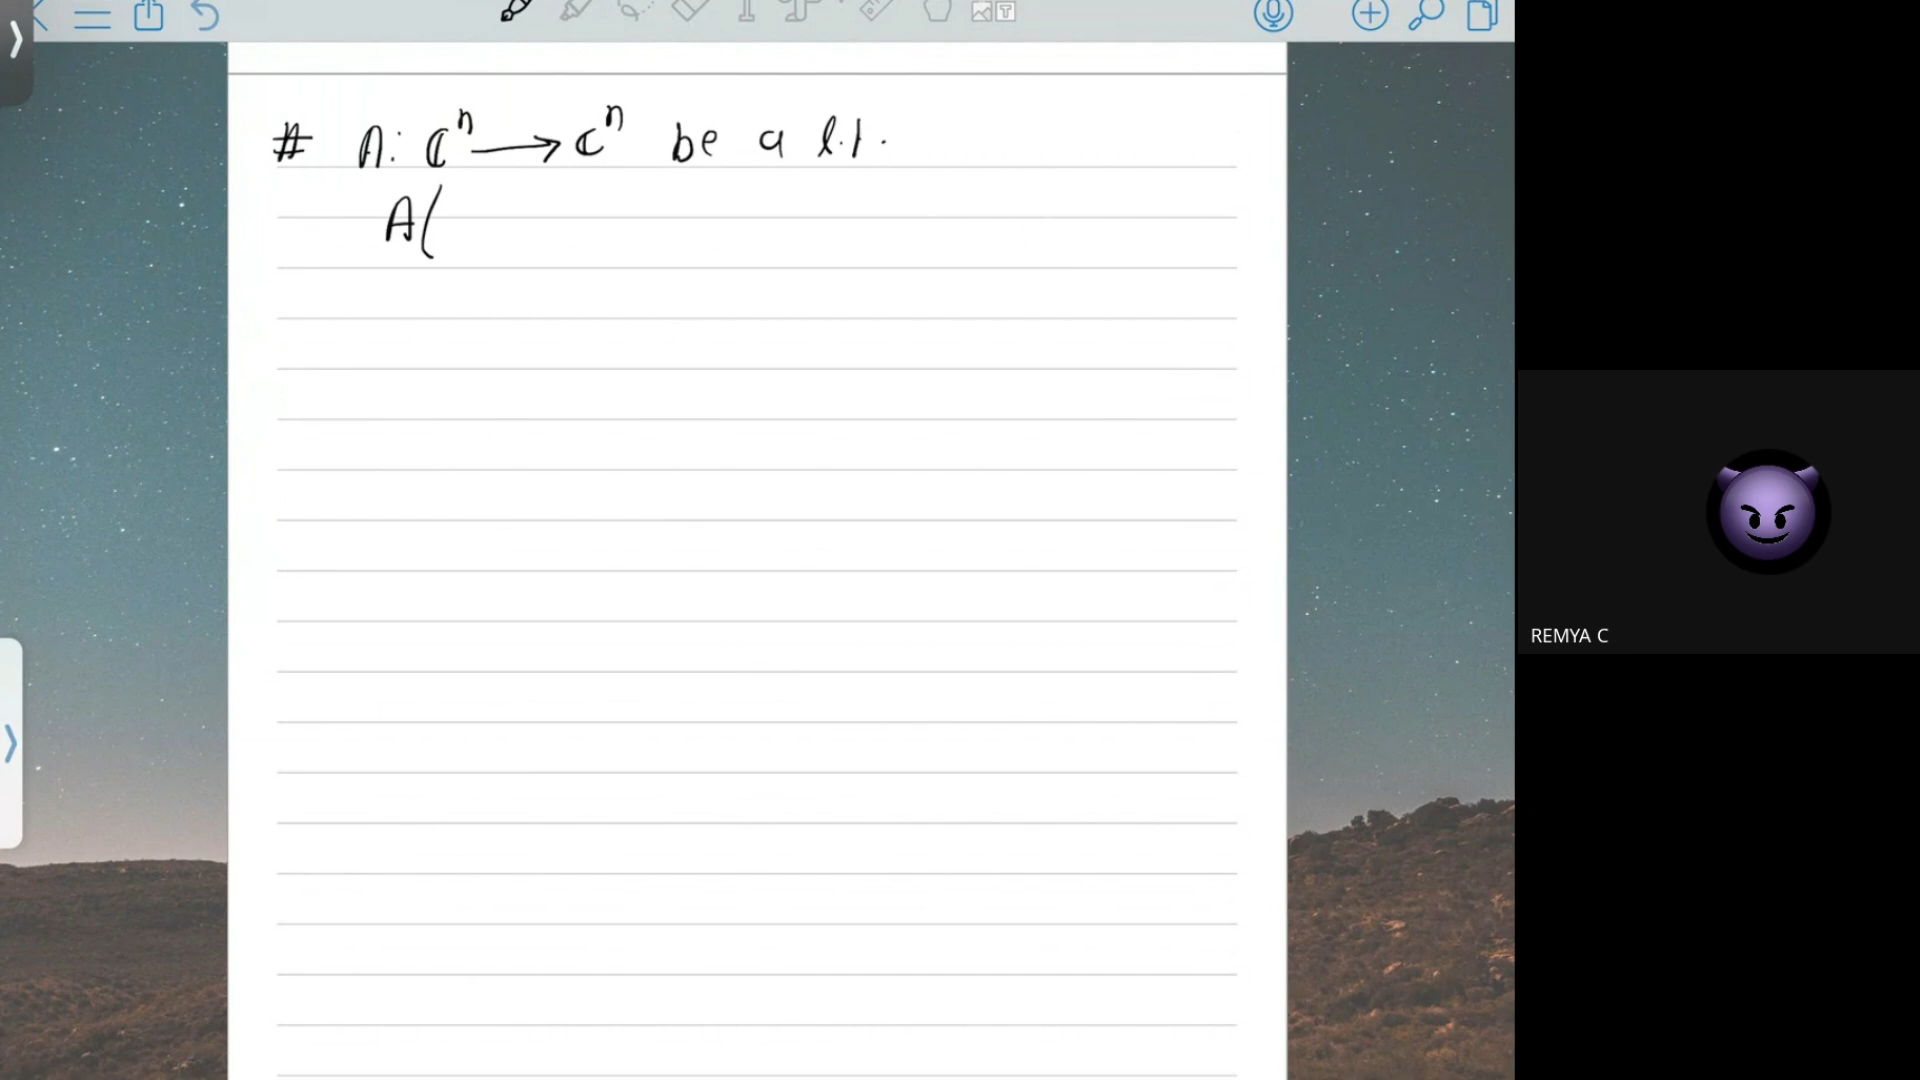 # A: ℂⁿ → ℂⁿ be a l.t.
A(
REMYA C